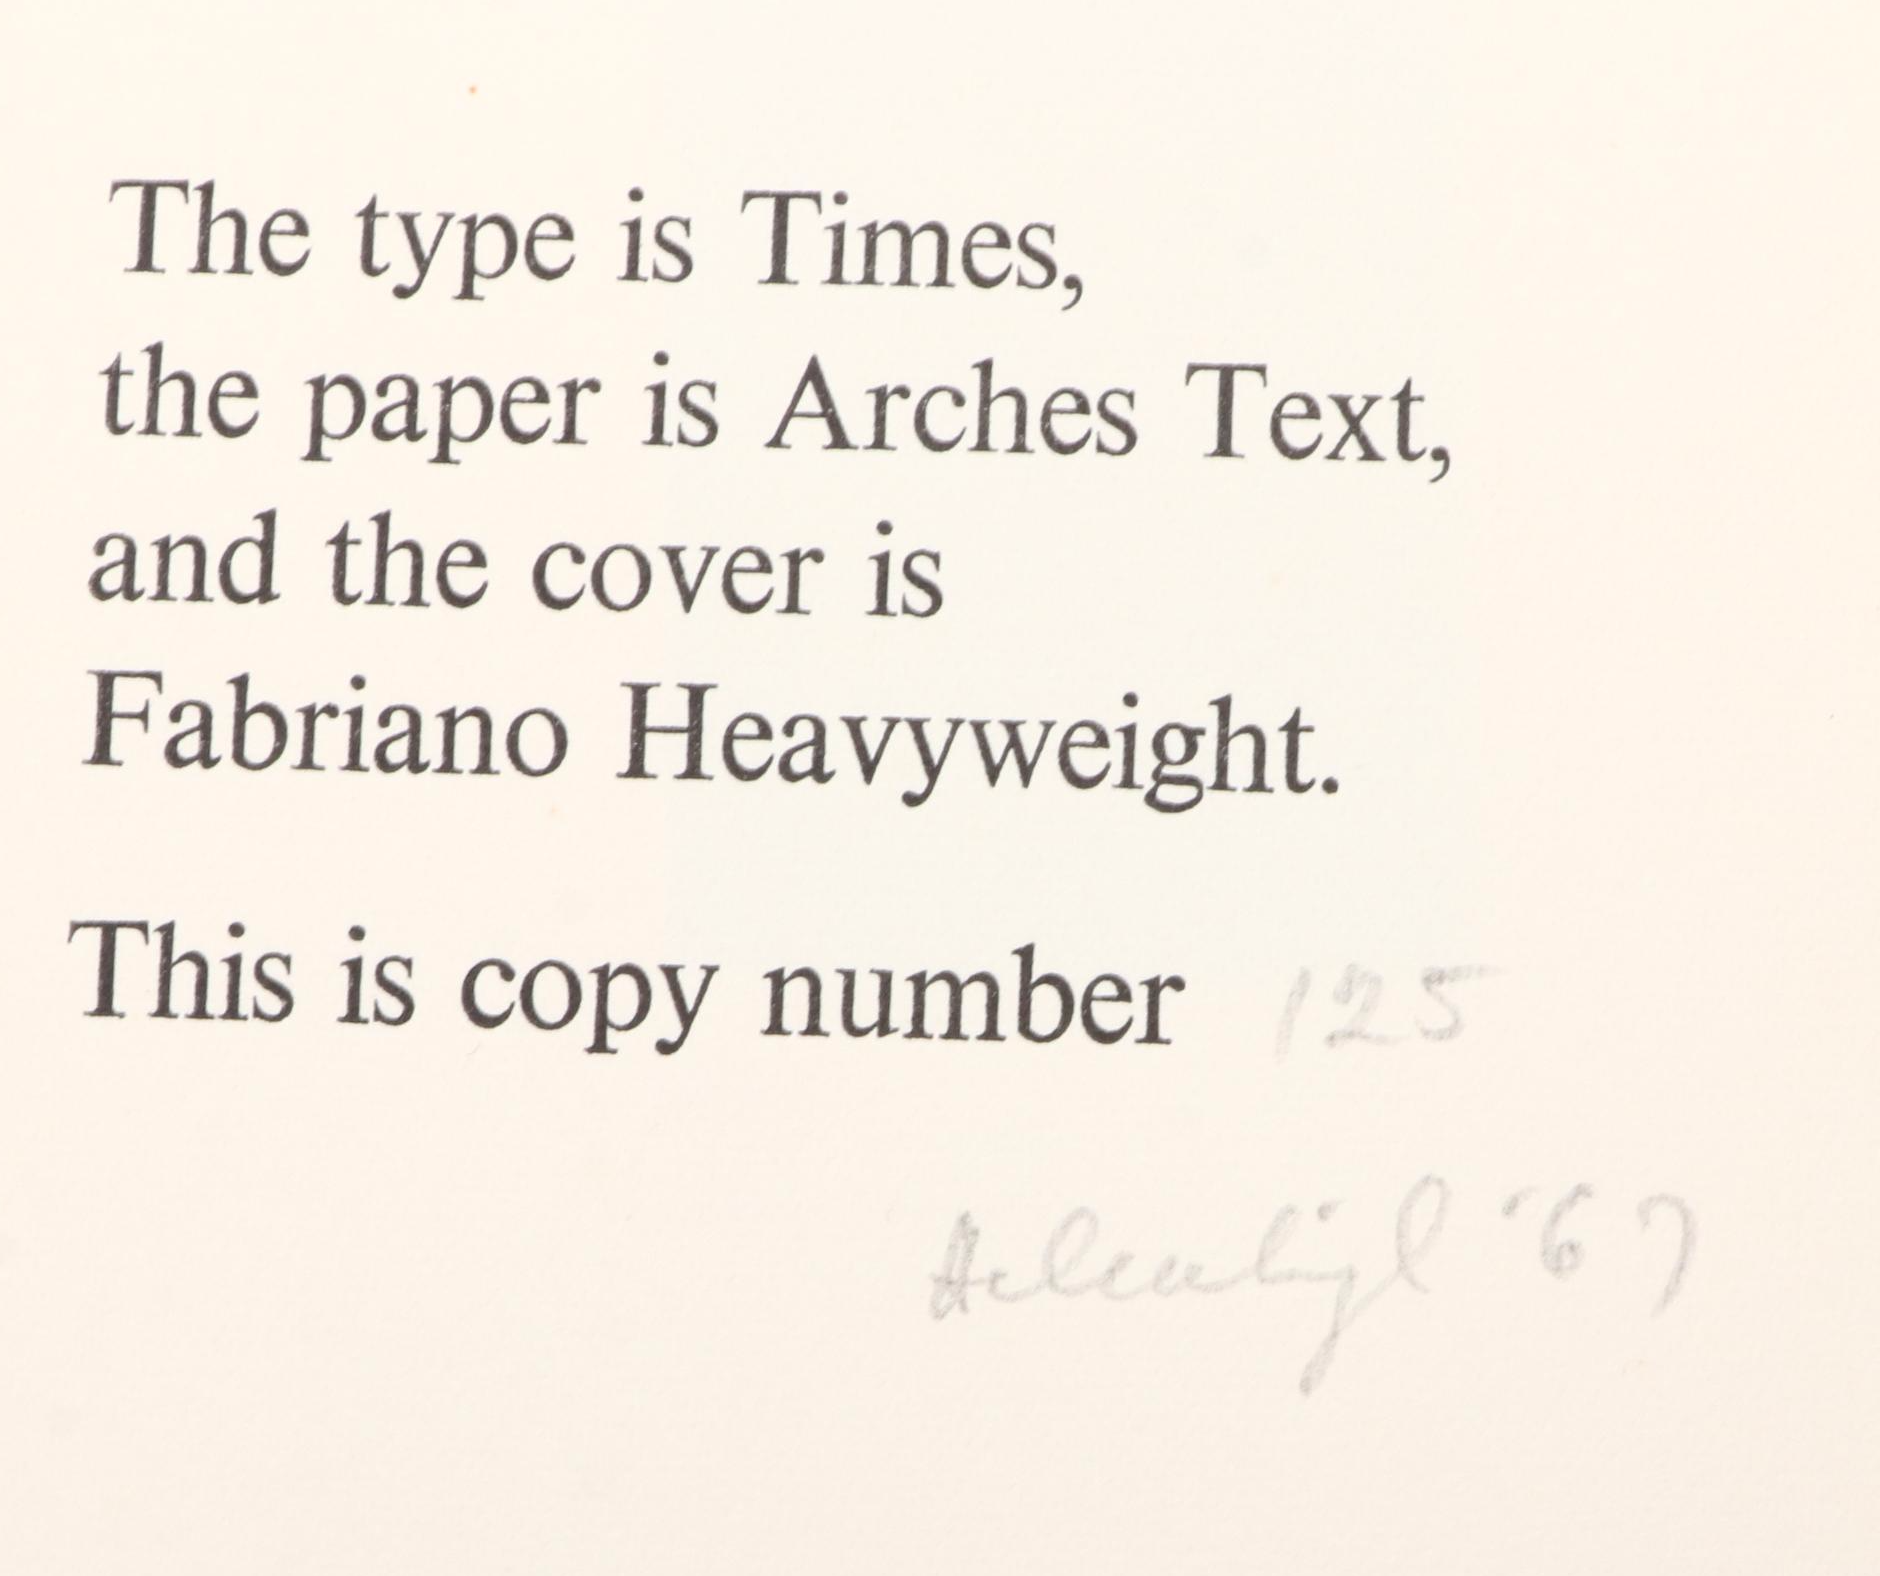 The type is Times,
the paper is Arches Text,
and the cover is
Fabriano Heavyweight.
This is copy number 125
'67